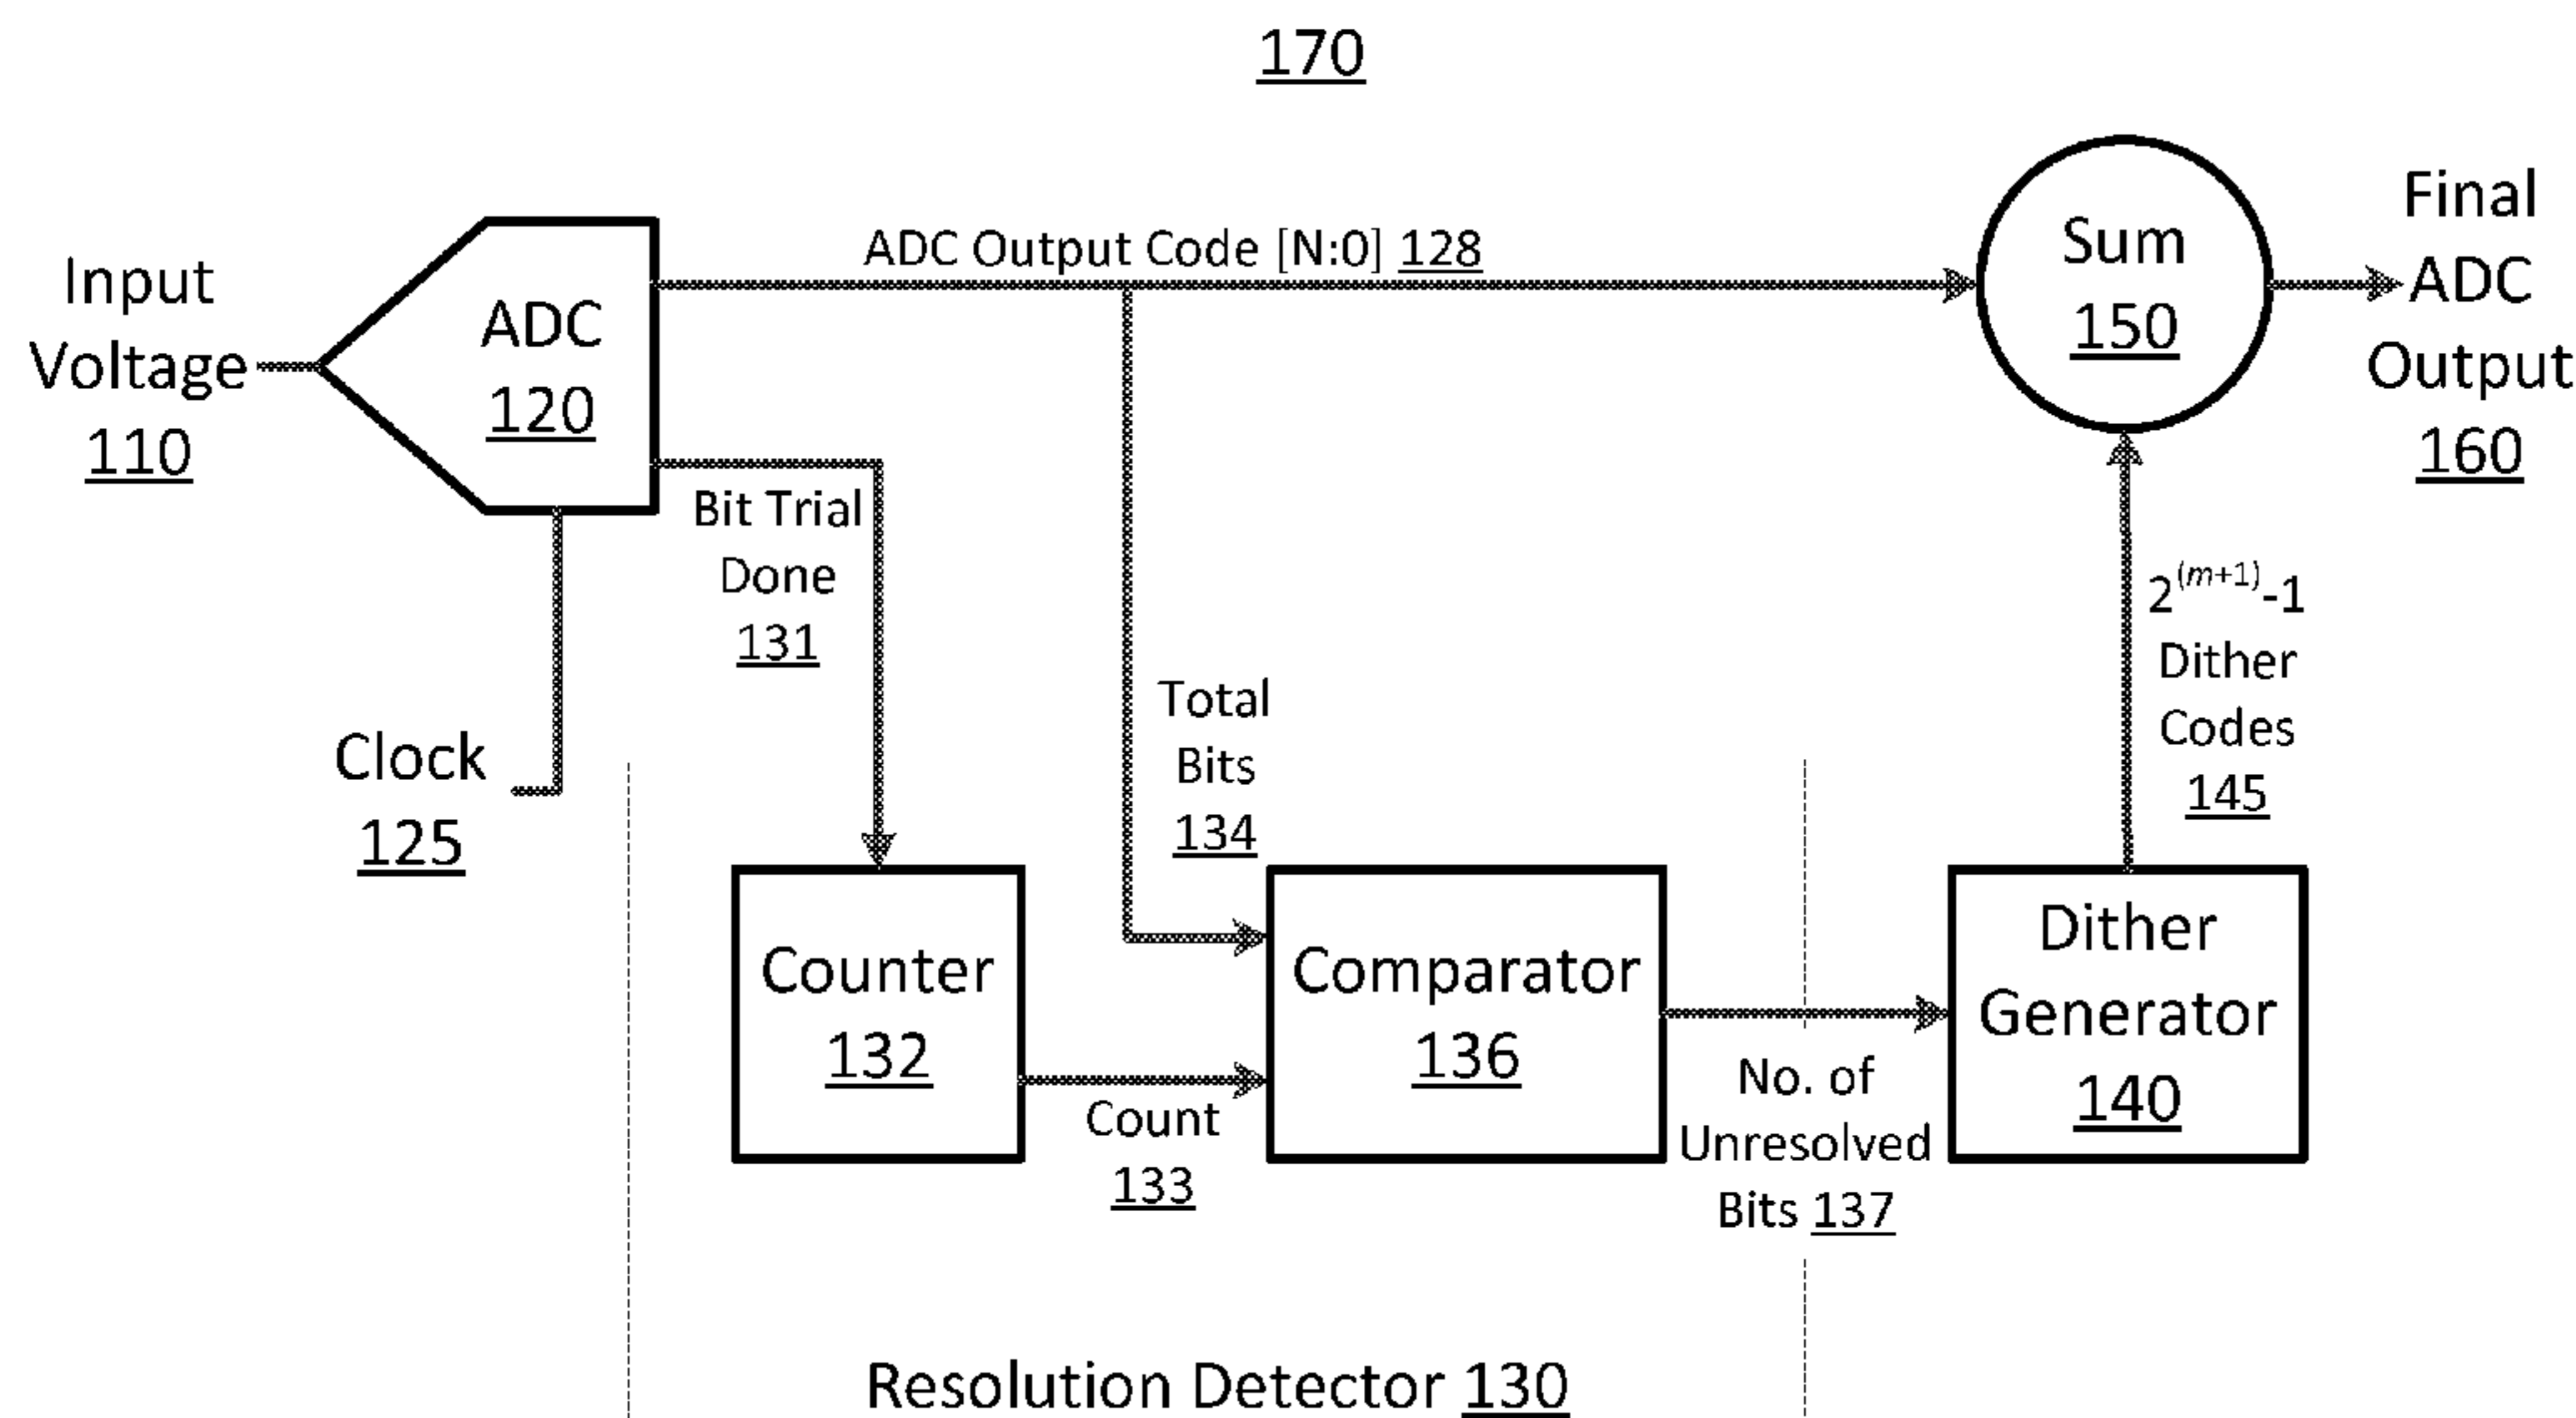 170
Input
Voltage
110
ADC
120
ADC Output Code [N:0] 128
Sum
150
Final
ADC
Output
160
Bit Trial
Done
131
Clock
125
Total
Bits
134
2^(m+1)-1
Dither
Codes
145
Counter
132
Count
133
Comparator
136
No. of
Unresolved
Bits 137
Dither
Generator
140
Resolution Detector 130